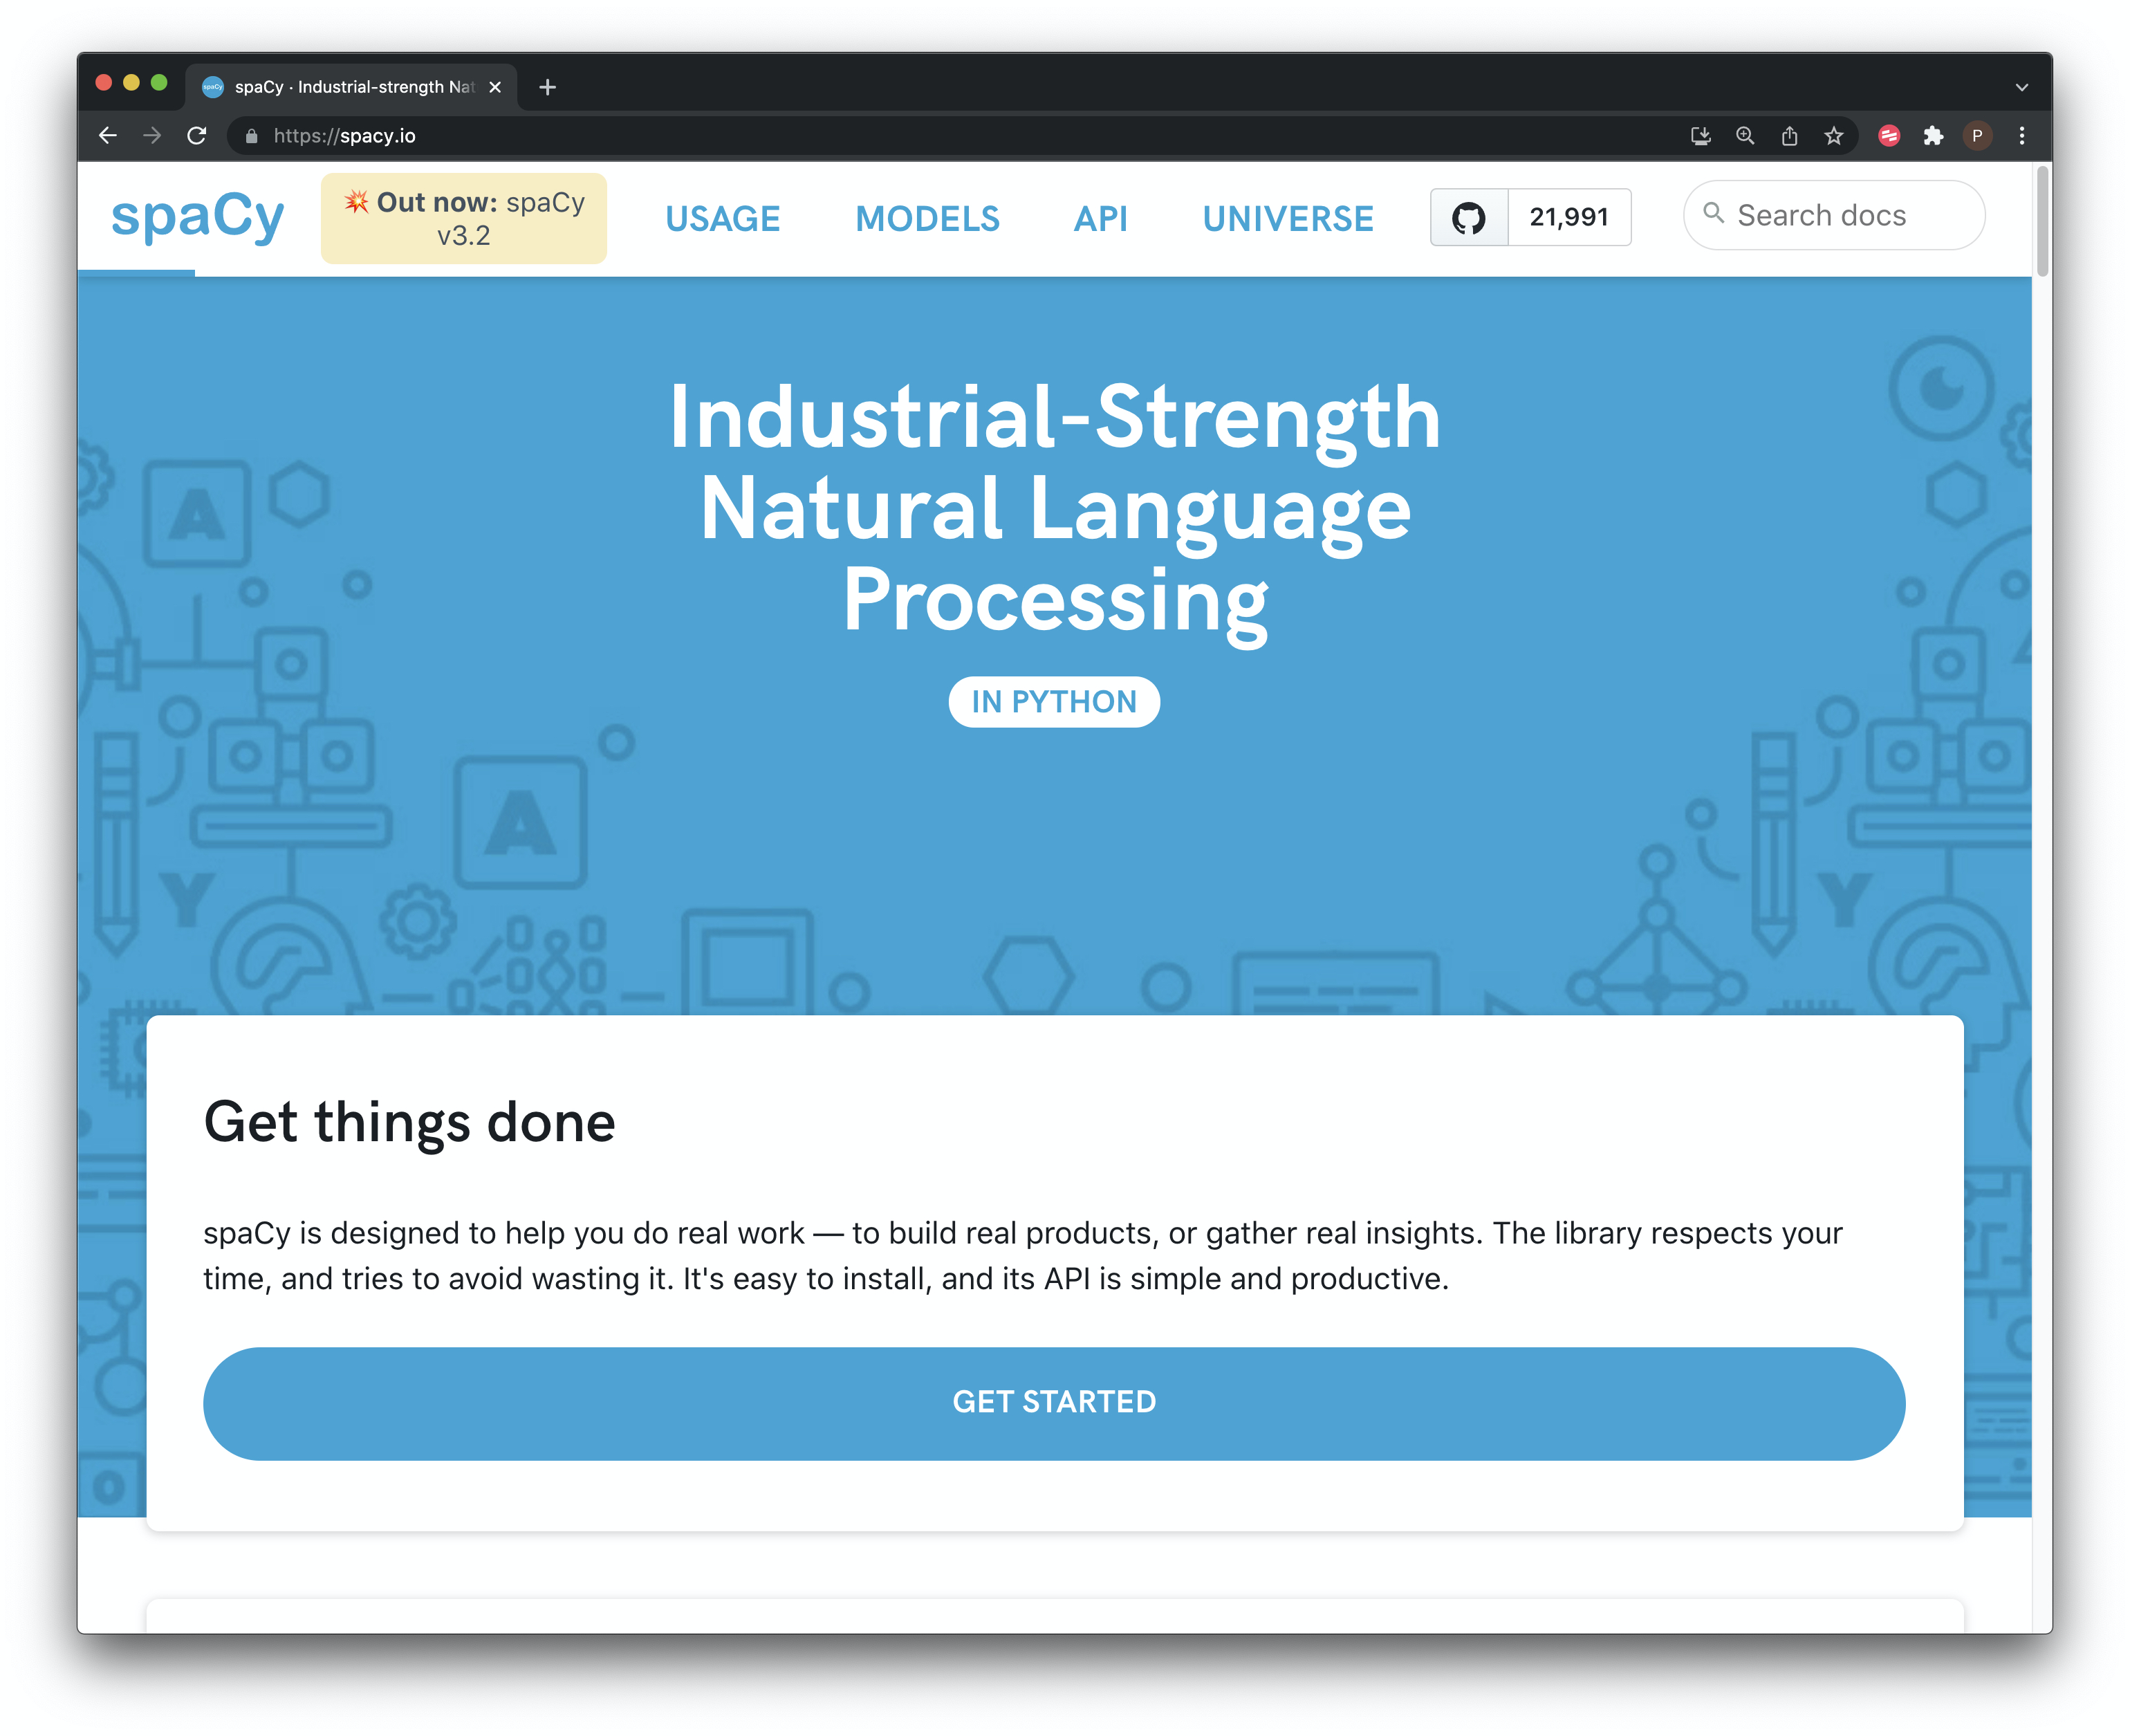 spaCy · Industrial-strength Nat
https://spacy.io
P
spaCy
💥 Out now: spaCy
v3.2
USAGE
MODELS
API
UNIVERSE
21,991
Search docs
Industrial-Strength
Natural Language
Processing
IN PYTHON
A
A
Y
Y
Get things done
spaCy is designed to help you do real work — to build real products, or gather real insights. The library respects your
time, and tries to avoid wasting it. It's easy to install, and its API is simple and productive.
GET STARTED